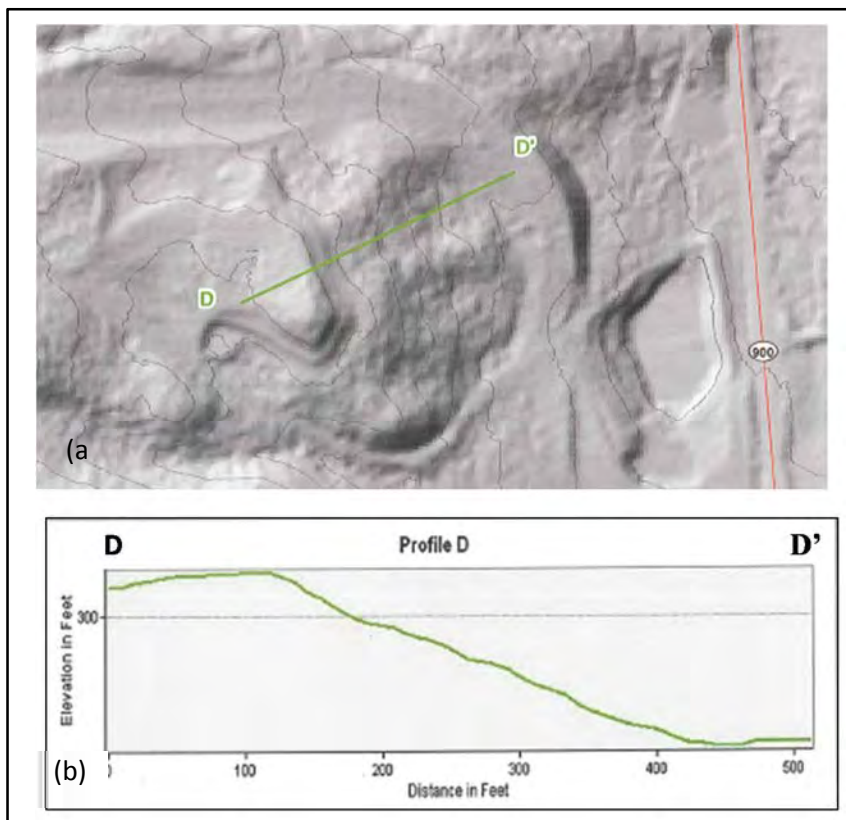 D'
D
900
(a
D Profile D D’
Elevation in Feet
300
(b)
0 100 200 300 400 500
Distance in Feet